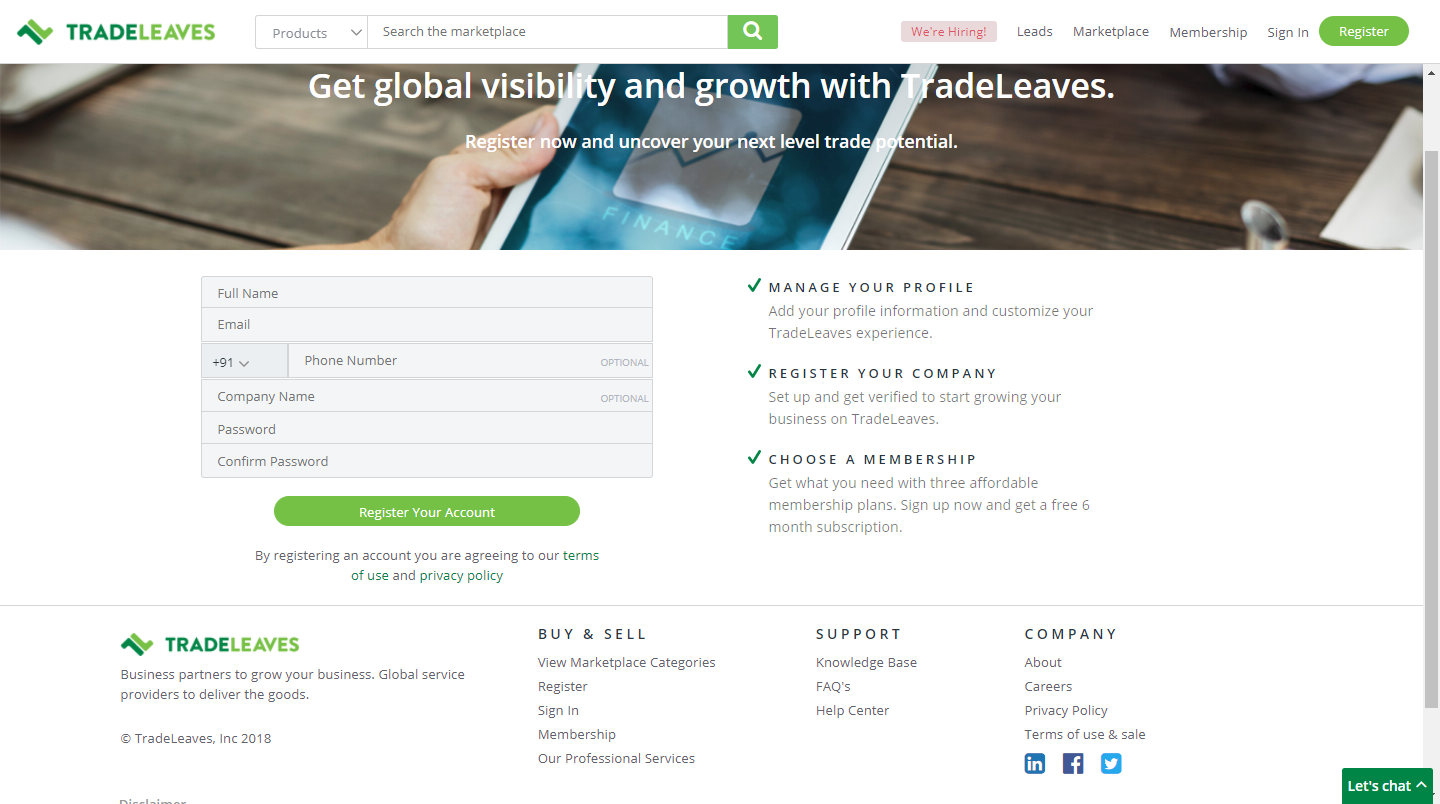 TRADELEAVES
Products
Search the marketplace
We're Hiring!
Leads
Marketplace
Membership
Sign In
Register
Get global visibility and growth with TradeLeaves.
Register now and uncover your next level trade potential.
FINANCE
Full Name
Email
+91
Phone Number
OPTIONAL
Company Name
OPTIONAL
Password
Confirm Password
Register Your Account
By registering an account you are agreeing to our terms
of use and privacy policy
MANAGE YOUR PROFILE
Add your profile information and customize your
TradeLeaves experience.
REGISTER YOUR COMPANY
Set up and get verified to start growing your
business on TradeLeaves.
CHOOSE A MEMBERSHIP
Get what you need with three affordable
membership plans. Sign up now and get a free 6
month subscription.
TRADELEAVES
Business partners to grow your business. Global service
providers to deliver the goods.
© TradeLeaves, Inc 2018
BUY & SELL
View Marketplace Categories
Register
Sign In
Membership
Our Professional Services
SUPPORT
Knowledge Base
FAQ's
Help Center
COMPANY
About
Careers
Privacy Policy
Terms of use & sale
in
Let's chat
Disclaimer